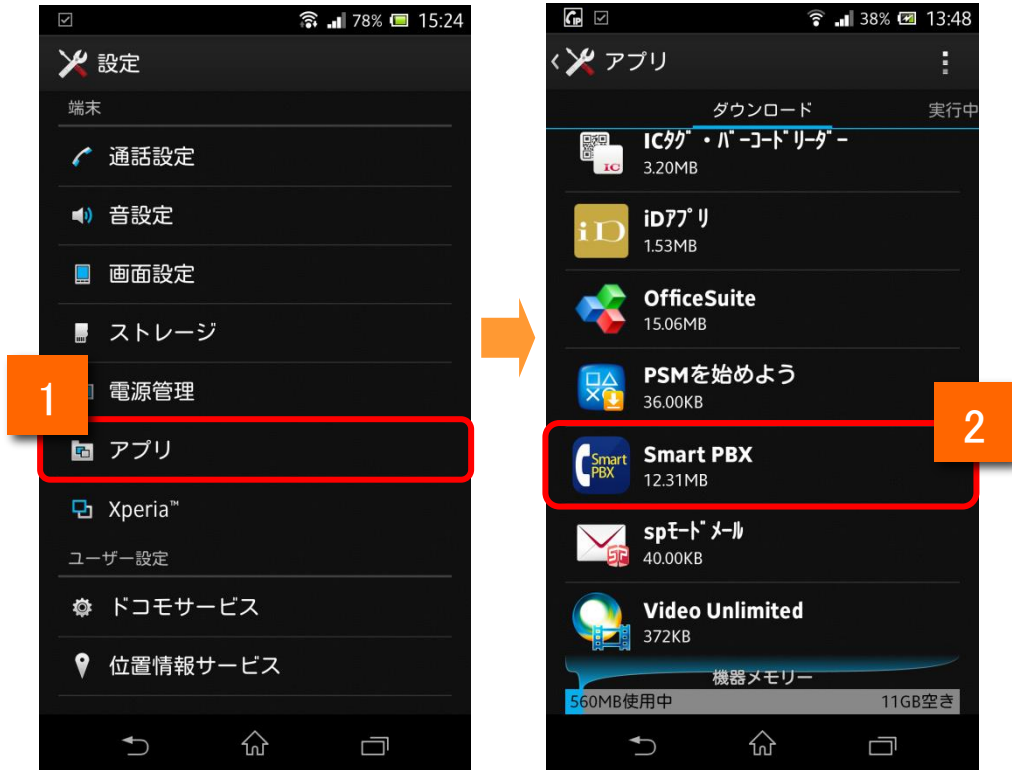 78% 15:24
設定
端末
通話設定
音設定
画面設定
ストレージ
1
電源管理
アプリ
Xperia™
ユーザー設定
ドコモサービス
位置情報サービス
38% 13:48
アプリ
ダウンロード 実行中
ICﾀｸﾞ・ﾊﾞｰｺｰﾄﾞﾘｰﾀﾞｰ
3.20MB
iDｱﾌﾟﾘ
1.53MB
OfficeSuite
15.06MB
PSMを始めよう
36.00KB
2
Smart PBX
Smart PBX
12.31MB
spﾓｰﾄﾞﾒｰﾙ
40.00KB
Video Unlimited
372KB
機器メモリー
560MB使用中 11GB空き